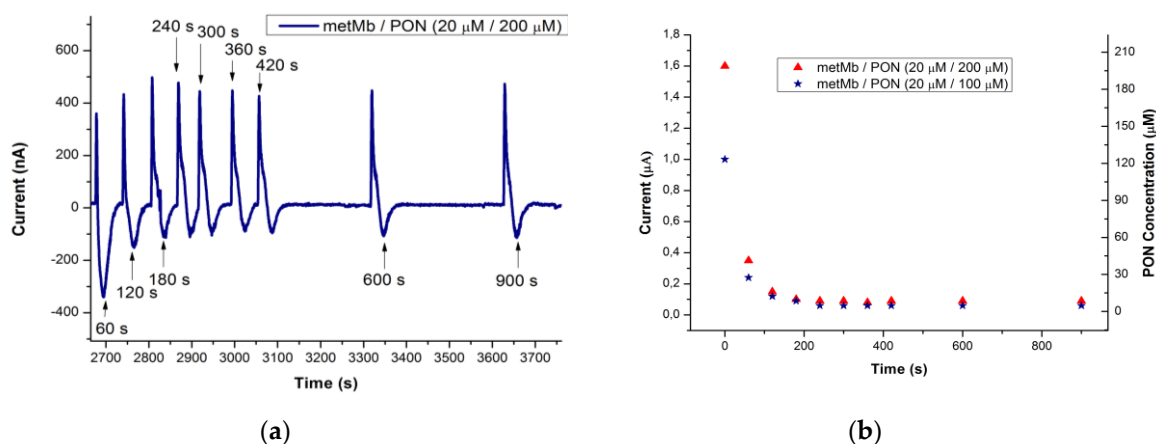 metMb / PON (20 μM / 200 μM)
240 s
300 s
360 s
420 s
600
400
200
0
-200
-400
Current (nA)
60 s
120 s
180 s
600 s
900 s
2700 2800 2900 3000 3100 3200 3300 3400 3500 3600 3700
Time (s)
(a)
metMb / PON (20 μM / 200 μM)
metMb / PON (20 μM / 100 μM)
1,8
1,6
1,4
1,2
1,0
0,8
0,6
0,4
0,2
0,0
Current (μA)
210
180
150
120
90
60
30
0
PON Concentration (μM)
0 200 400 600 800
Time (s)
(b)